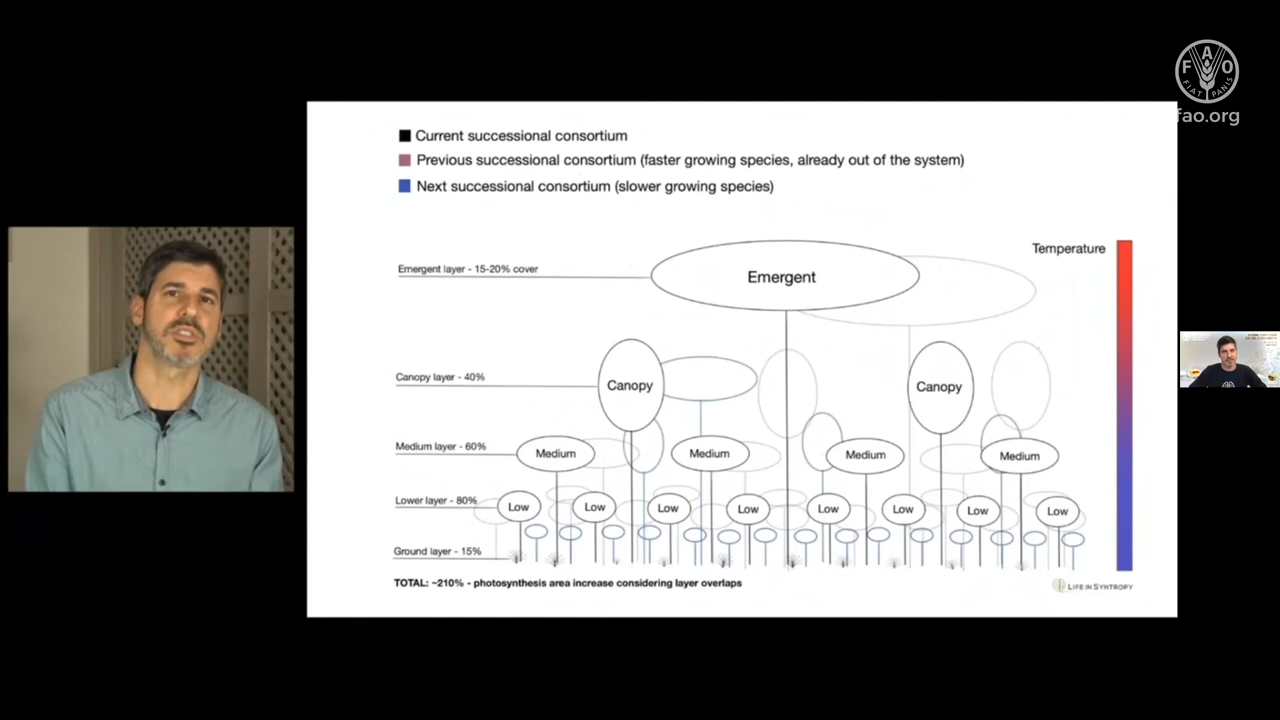 F A O
FIAT PANIS
fao.org
Current successional consortium
Previous successional consortium (faster growing species, already out of the system)
Next successional consortium (slower growing species)
Temperature
Emergent layer - 15-20% cover
Emergent
Canopy layer - 40%
Canopy
Canopy
Medium layer - 60%
Medium
Medium
Medium
Medium
Lower layer - 80%
Low
Low
Low
Low
Low
Low
Low
Low
Ground layer - 15%
TOTAL: ~210% - photosynthesis area increase considering layer overlaps
LIFE IN SYNTROPY